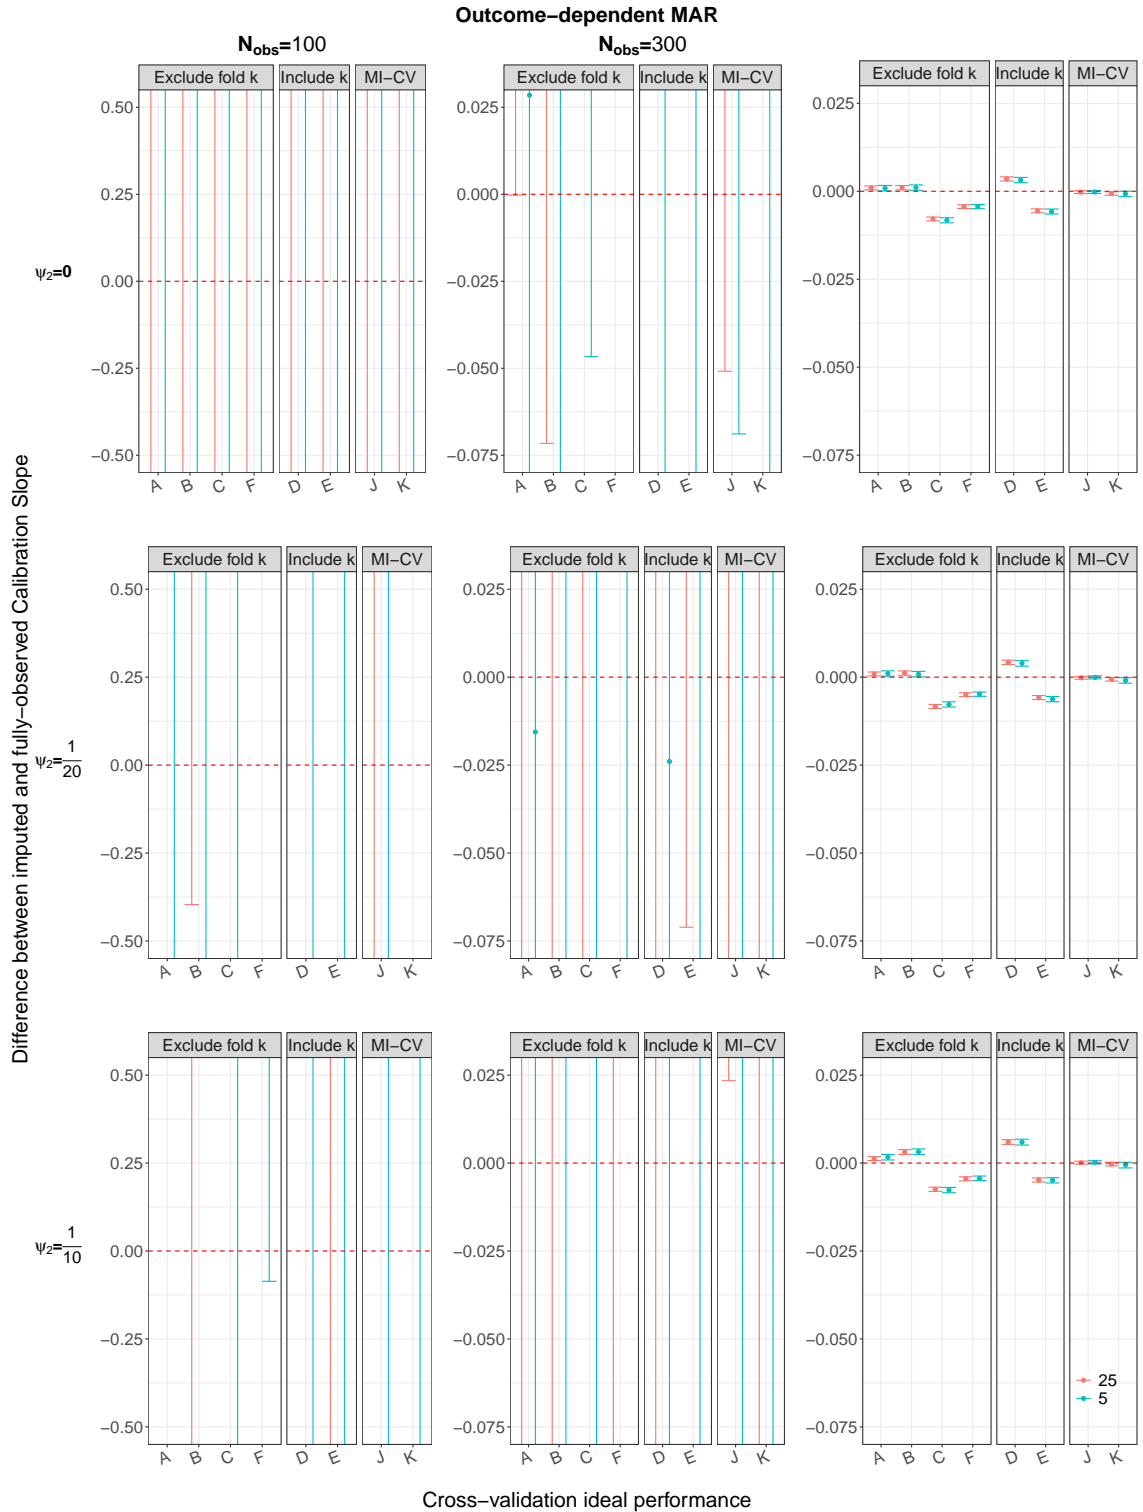 Outcome−dependent MAR
N_obs=100 N_obs=300
Exclude fold k Include k MI−CV Exclude fold k Include k MI−CV Exclude fold k Include k MI−CV
0.50 0.25 0.00 −0.25 −0.50
0.025 0.000 −0.025 −0.050 −0.075
0.025 0.000 −0.025 −0.050 −0.075
ψ2=0
A B C F D E J K A B C F D E J K A B C F D E J K
Exclude fold k Include k MI−CV Exclude fold k Include k MI−CV Exclude fold k Include k MI−CV
0.50 0.25 0.00 −0.25 −0.50
0.025 0.000 −0.025 −0.050 −0.075
0.025 0.000 −0.025 −0.050 −0.075
ψ2=1/20
A B C F D E J K A B C F D E J K A B C F D E J K
Exclude fold k Include k MI−CV Exclude fold k Include k MI−CV Exclude fold k Include k MI−CV
0.50 0.25 0.00 −0.25 −0.50
0.025 0.000 −0.025 −0.050 −0.075
0.025 0.000 −0.025 −0.050 −0.075
ψ2=1/10
25
5
A B C F D E J K A B C F D E J K A B C F D E J K
Difference between imputed and fully−observed Calibration Slope
Cross−validation ideal performance